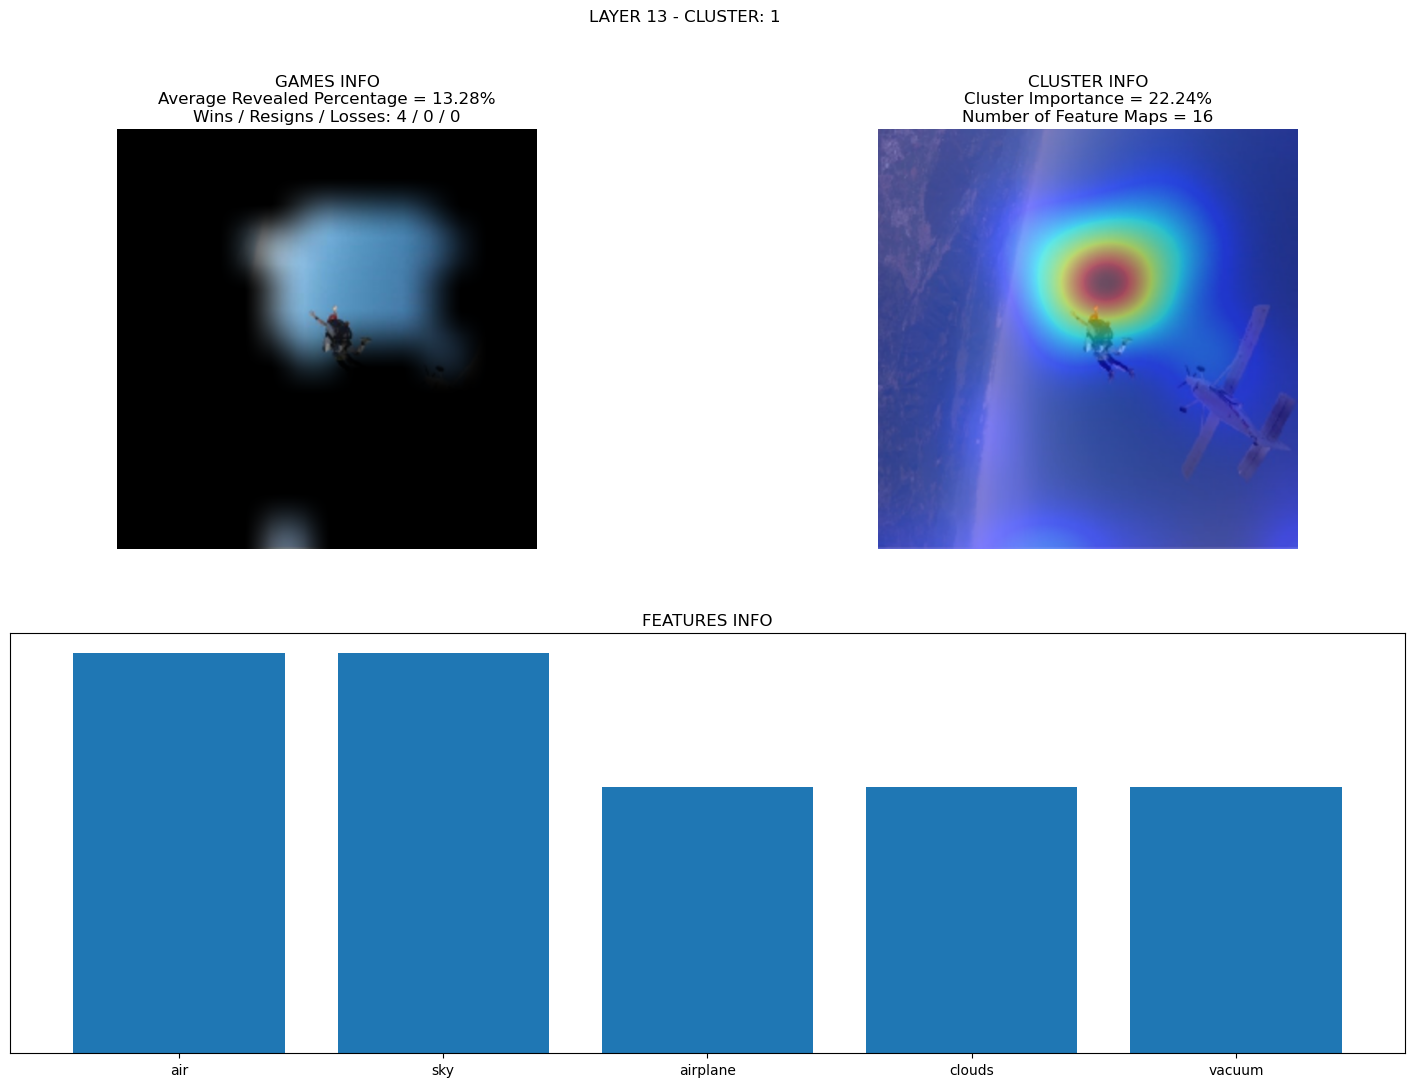 LAYER 13 - CLUSTER: 1
GAMES INFO
Average Revealed Percentage = 13.28%
Wins / Resigns / Losses: 4 / 0 / 0
CLUSTER INFO
Cluster Importance = 22.24%
Number of Feature Maps = 16
FEATURES INFO
air
sky
airplane
clouds
vacuum